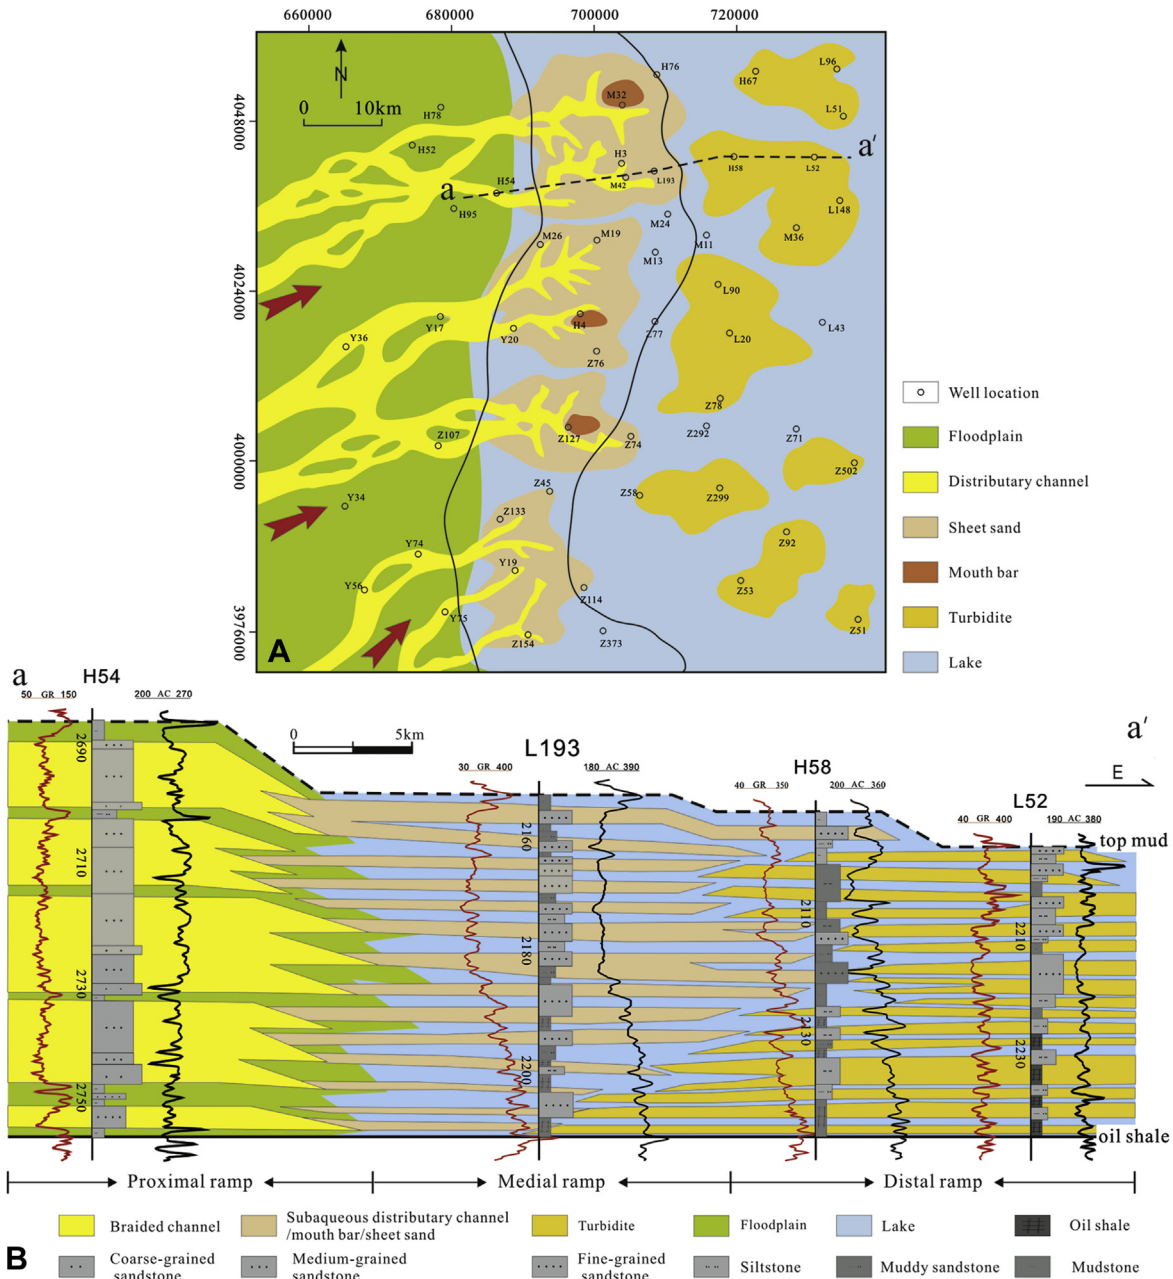 660000 680000 700000 720000
4048000
4024000
4000000
3976000
N
0 10km
H76
H67
L96
M32
L51
H78
H52
H3
a'
M42
L193
H58
L52
a
H54
H95
L148
M24
M36
M26
M19
M11
M13
L90
H4
Y17
Y20
Z77
L43
L20
Y36
Z76
Z78
Z107
Z127
Z74
Z292
Z71
Z502
Z45
Z58
Z299
Y34
Z133
Z92
Y74
Y19
Z53
Y56
Z114
Y75
Z51
Z154
Z373
A
Well location
Floodplain
Distributary channel
Sheet sand
Mouth bar
Turbidite
Lake
a
H54
50 GR 150
200 AC 270
0 5km
L193
30 GR 400
180 AC 390
H58
40 GR 350
200 AC 360
a'
E
L52
40 GR 400
190 AC 380
top mud
2690
2710
2730
2750
2160
2180
2200
2110
2130
2210
2230
oil shale
Proximal ramp
Medial ramp
Distal ramp
Braided channel
Subaqueous distributary channel
/mouth bar/sheet sand
Turbidite
Floodplain
Lake
Oil shale
B
Coarse-grained
sandstone
Medium-grained
sandstone
Fine-grained
sandstone
Siltstone
Muddy sandstone
Mudstone